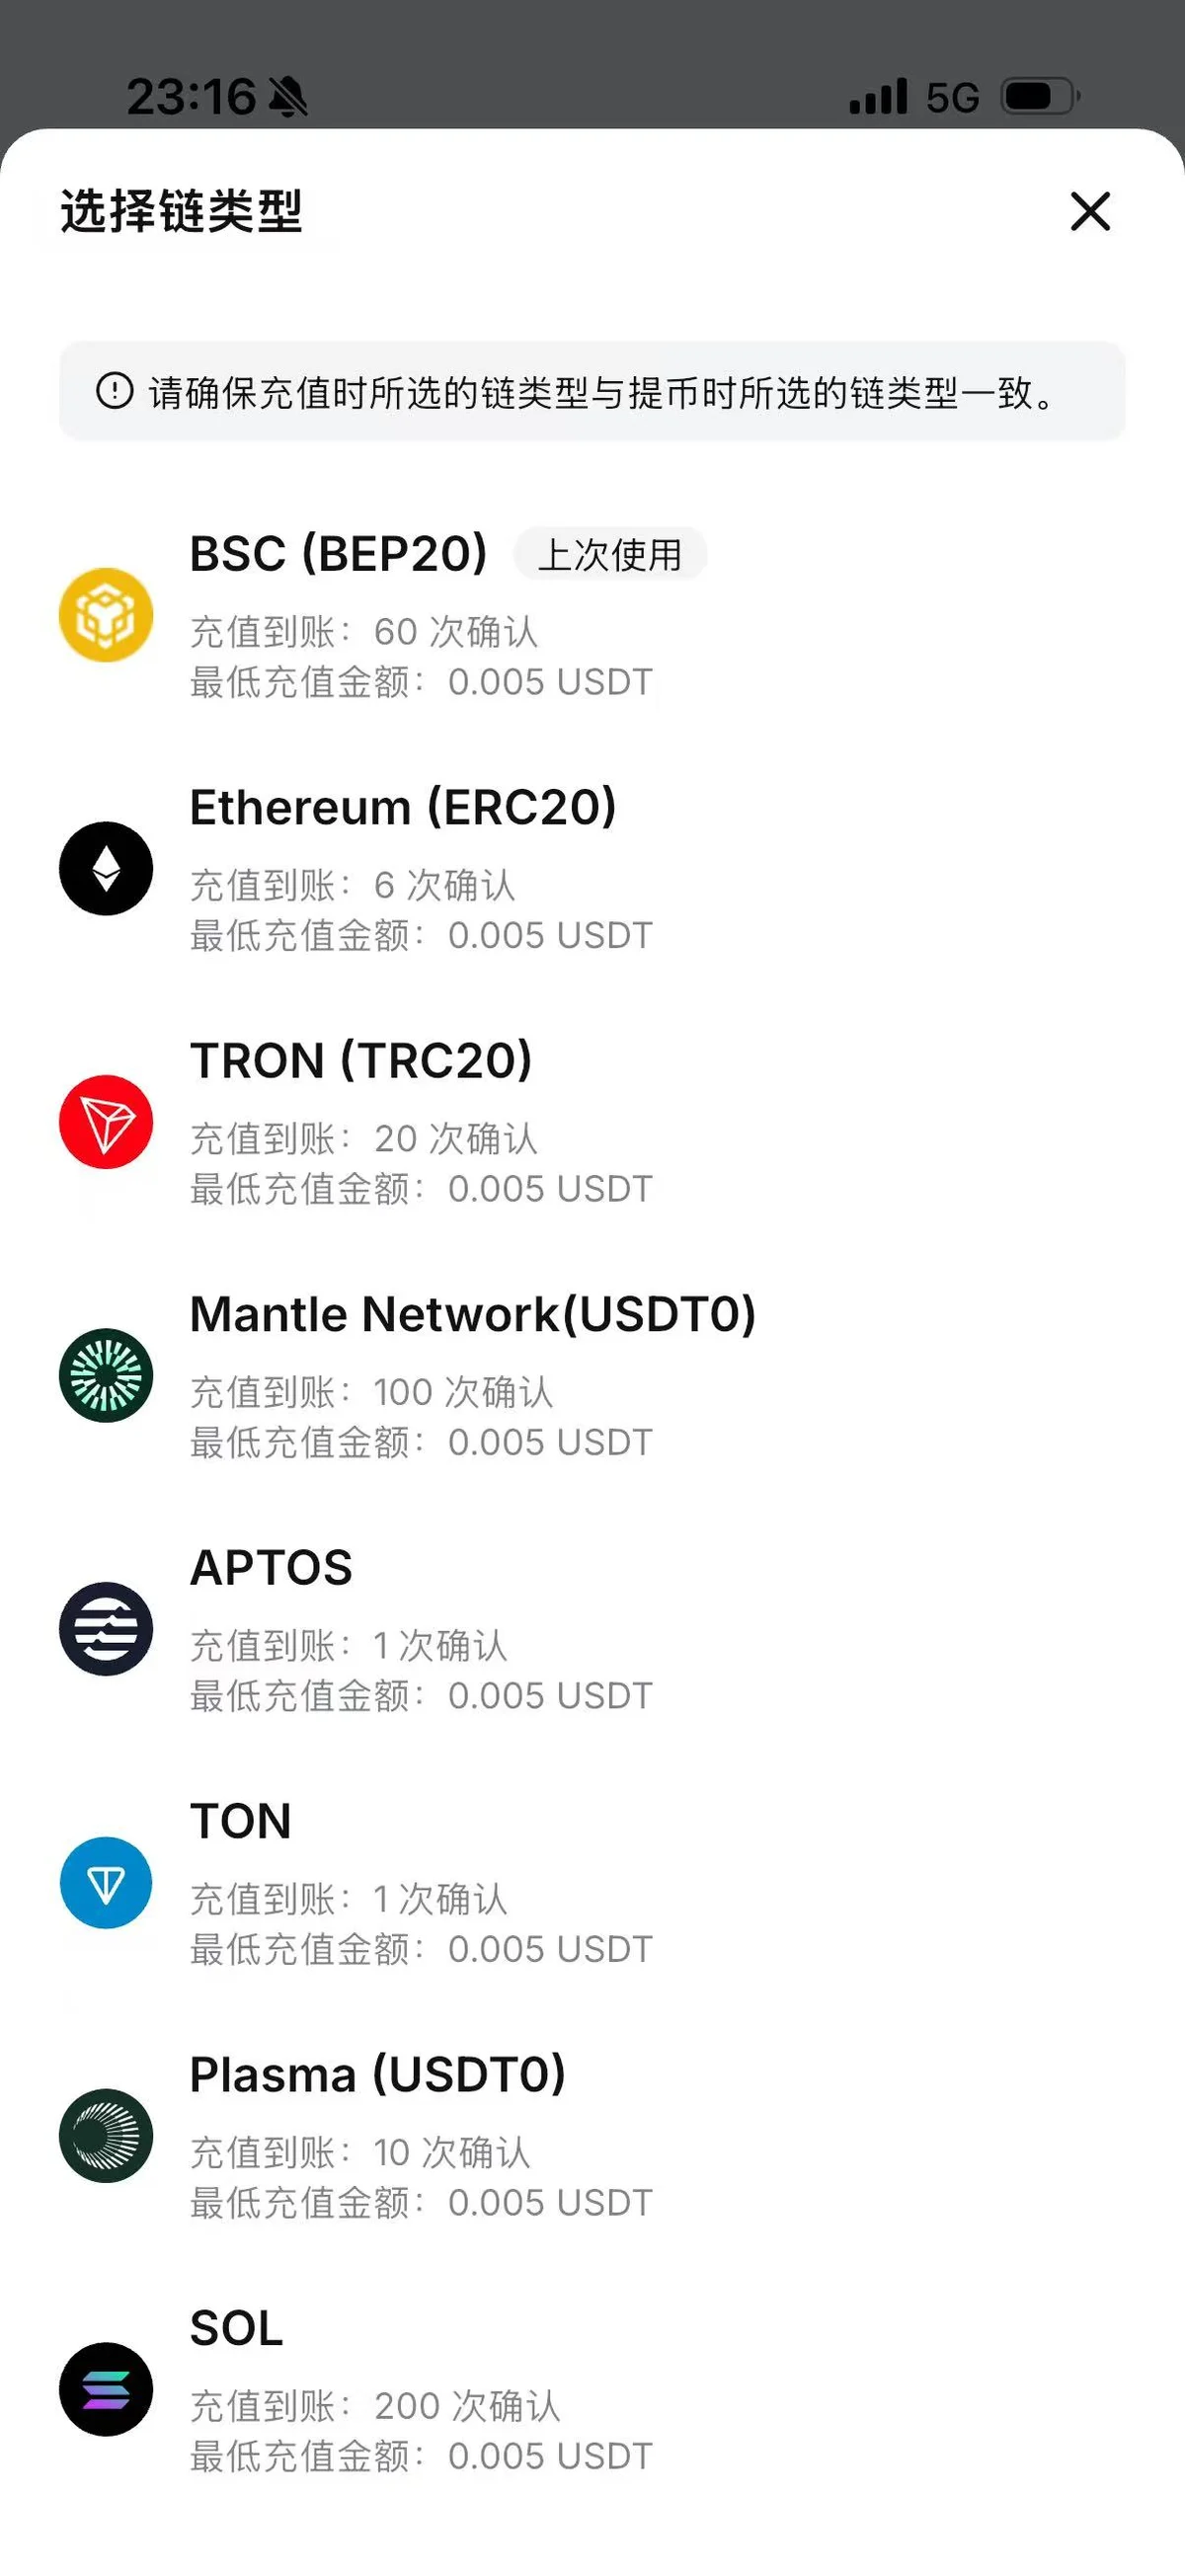 23:16
5G
选择链类型
请确保充值时所选的链类型与提币时所选的链类型一致。
BSC (BEP20) 上次使用
充值到账：60 次确认
最低充值金额：0.005 USDT
Ethereum (ERC20)
充值到账：6 次确认
最低充值金额：0.005 USDT
TRON (TRC20)
充值到账：20 次确认
最低充值金额：0.005 USDT
Mantle Network(USDT0)
充值到账：100 次确认
最低充值金额：0.005 USDT
APTOS
充值到账：1 次确认
最低充值金额：0.005 USDT
TON
充值到账：1 次确认
最低充值金额：0.005 USDT
Plasma (USDT0)
充值到账：10 次确认
最低充值金额：0.005 USDT
SOL
充值到账：200 次确认
最低充值金额：0.005 USDT